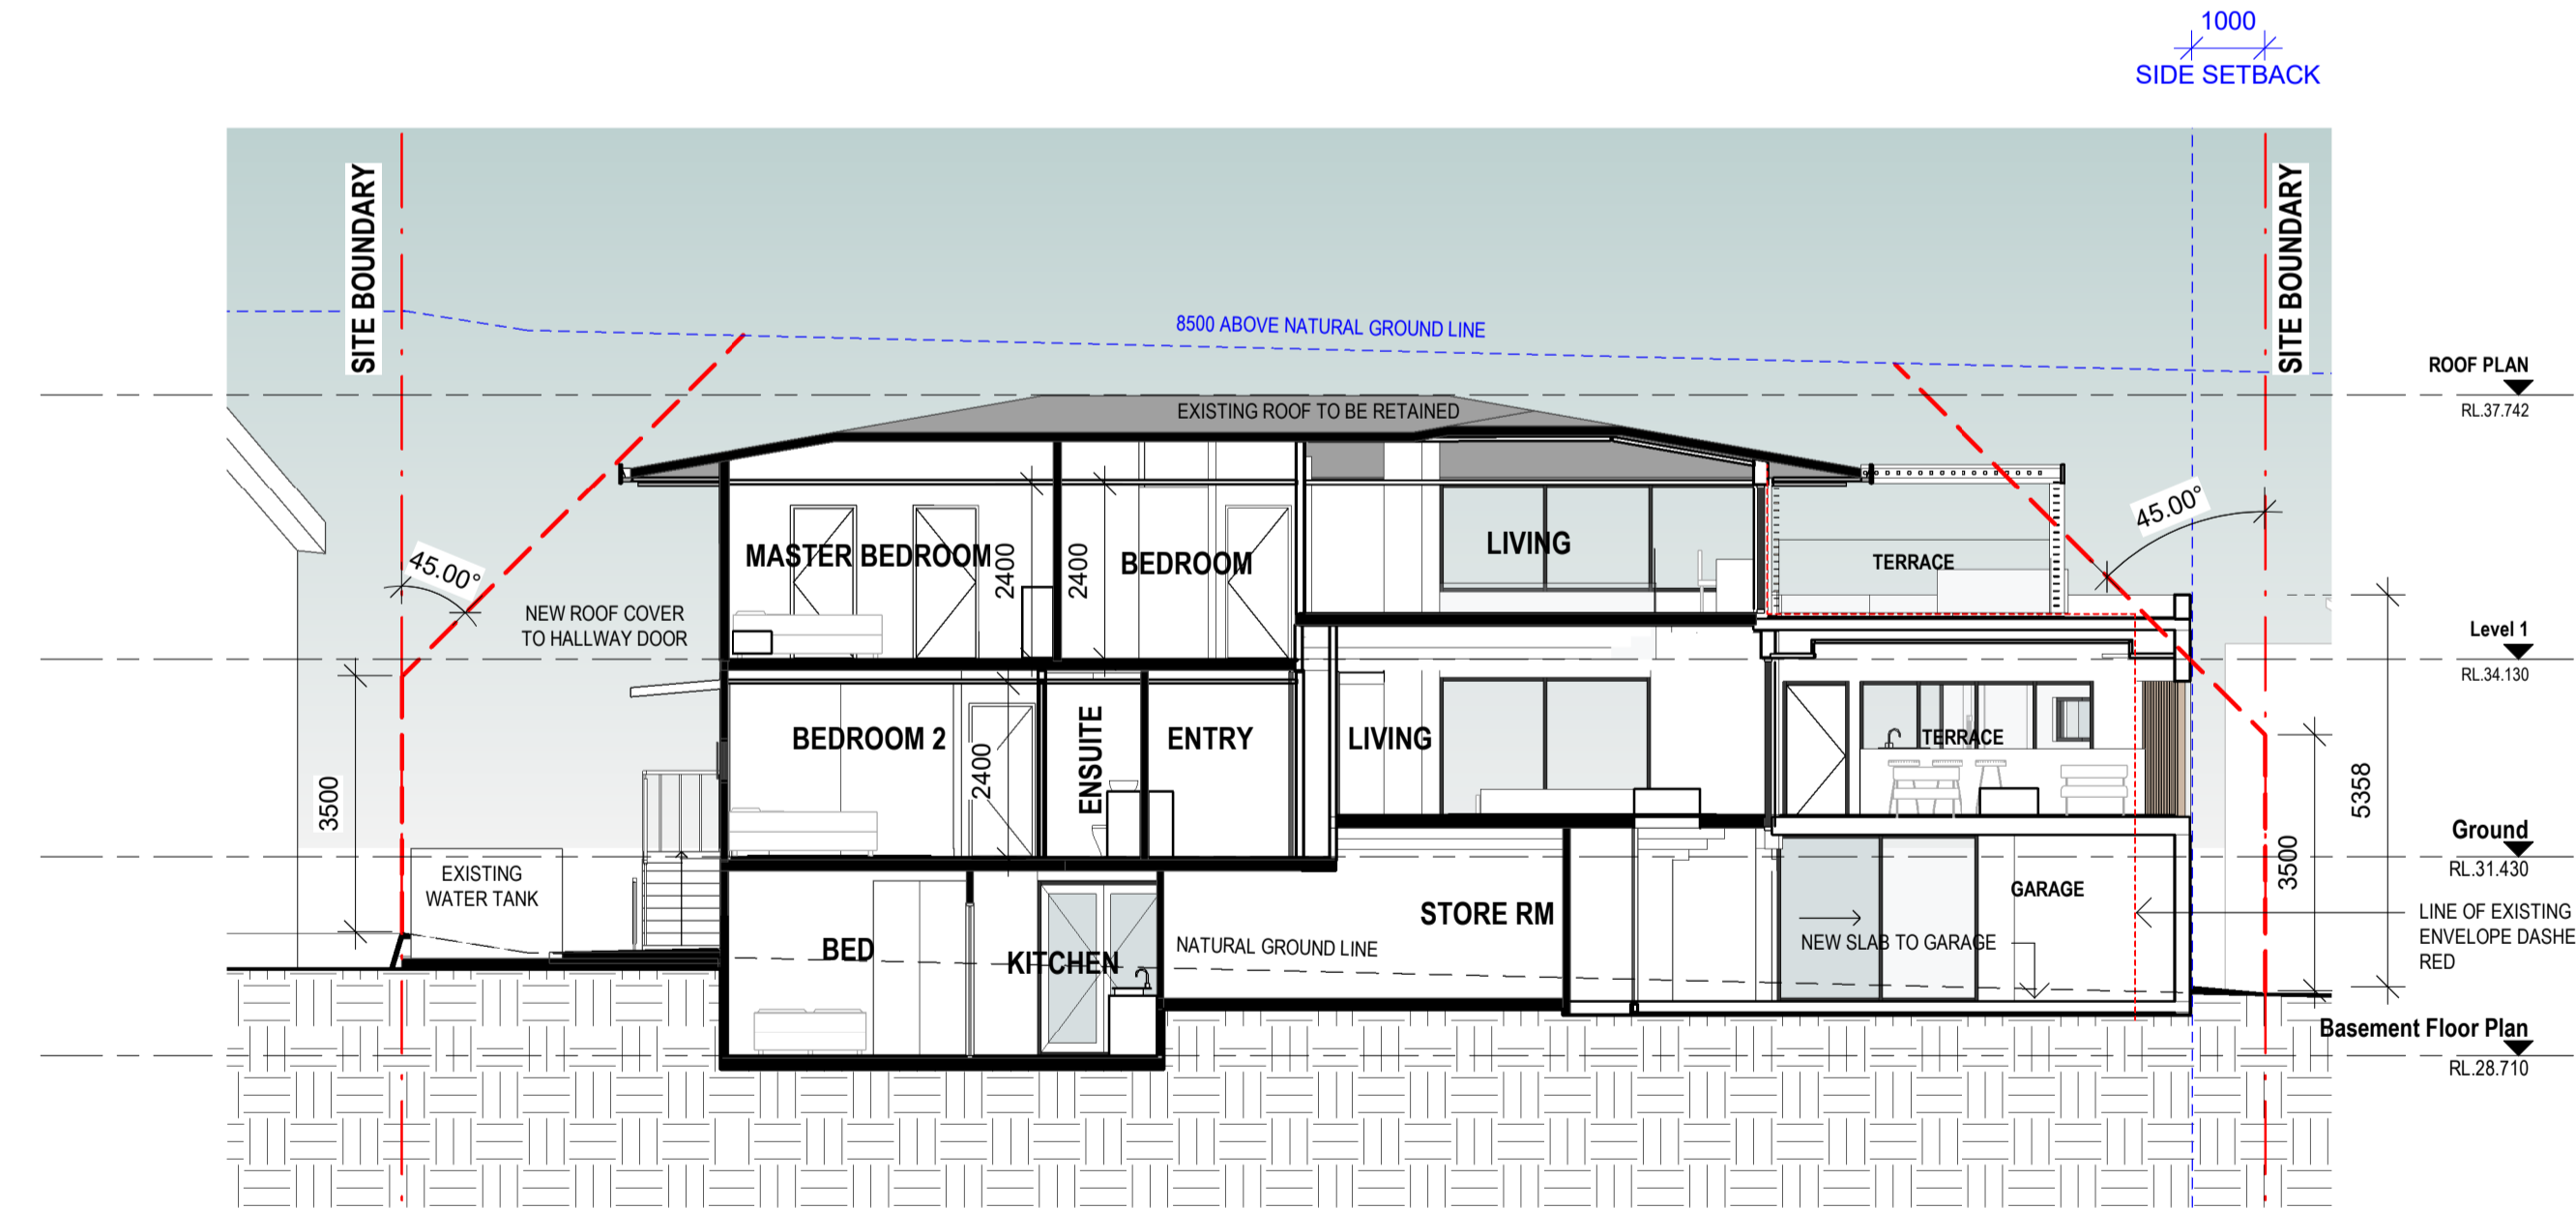 1000
SIDE SETBACK
SITE BOUNDARY
SITE BOUNDARY
8500 ABOVE NATURAL GROUND LINE
ROOF PLAN
RL.37.742
EXISTING ROOF TO BE RETAINED
45.00°
45.00°
MASTER BEDROOM
2400
2400
BEDROOM
LIVING
TERRACE
NEW ROOF COVER
TO HALLWAY DOOR
Level 1
RL.34.130
BEDROOM 2
2400
ENSUITE
ENTRY
LIVING
TERRACE
3500
5358
3500
Ground
RL.31.430
EXISTING
WATER TANK
BED
KITCHEN
NATURAL GROUND LINE
STORE RM
GARAGE
NEW SLAB TO GARAGE
LINE OF EXISTING
ENVELOPE DASHE
RED
Basement Floor Plan
RL.28.710